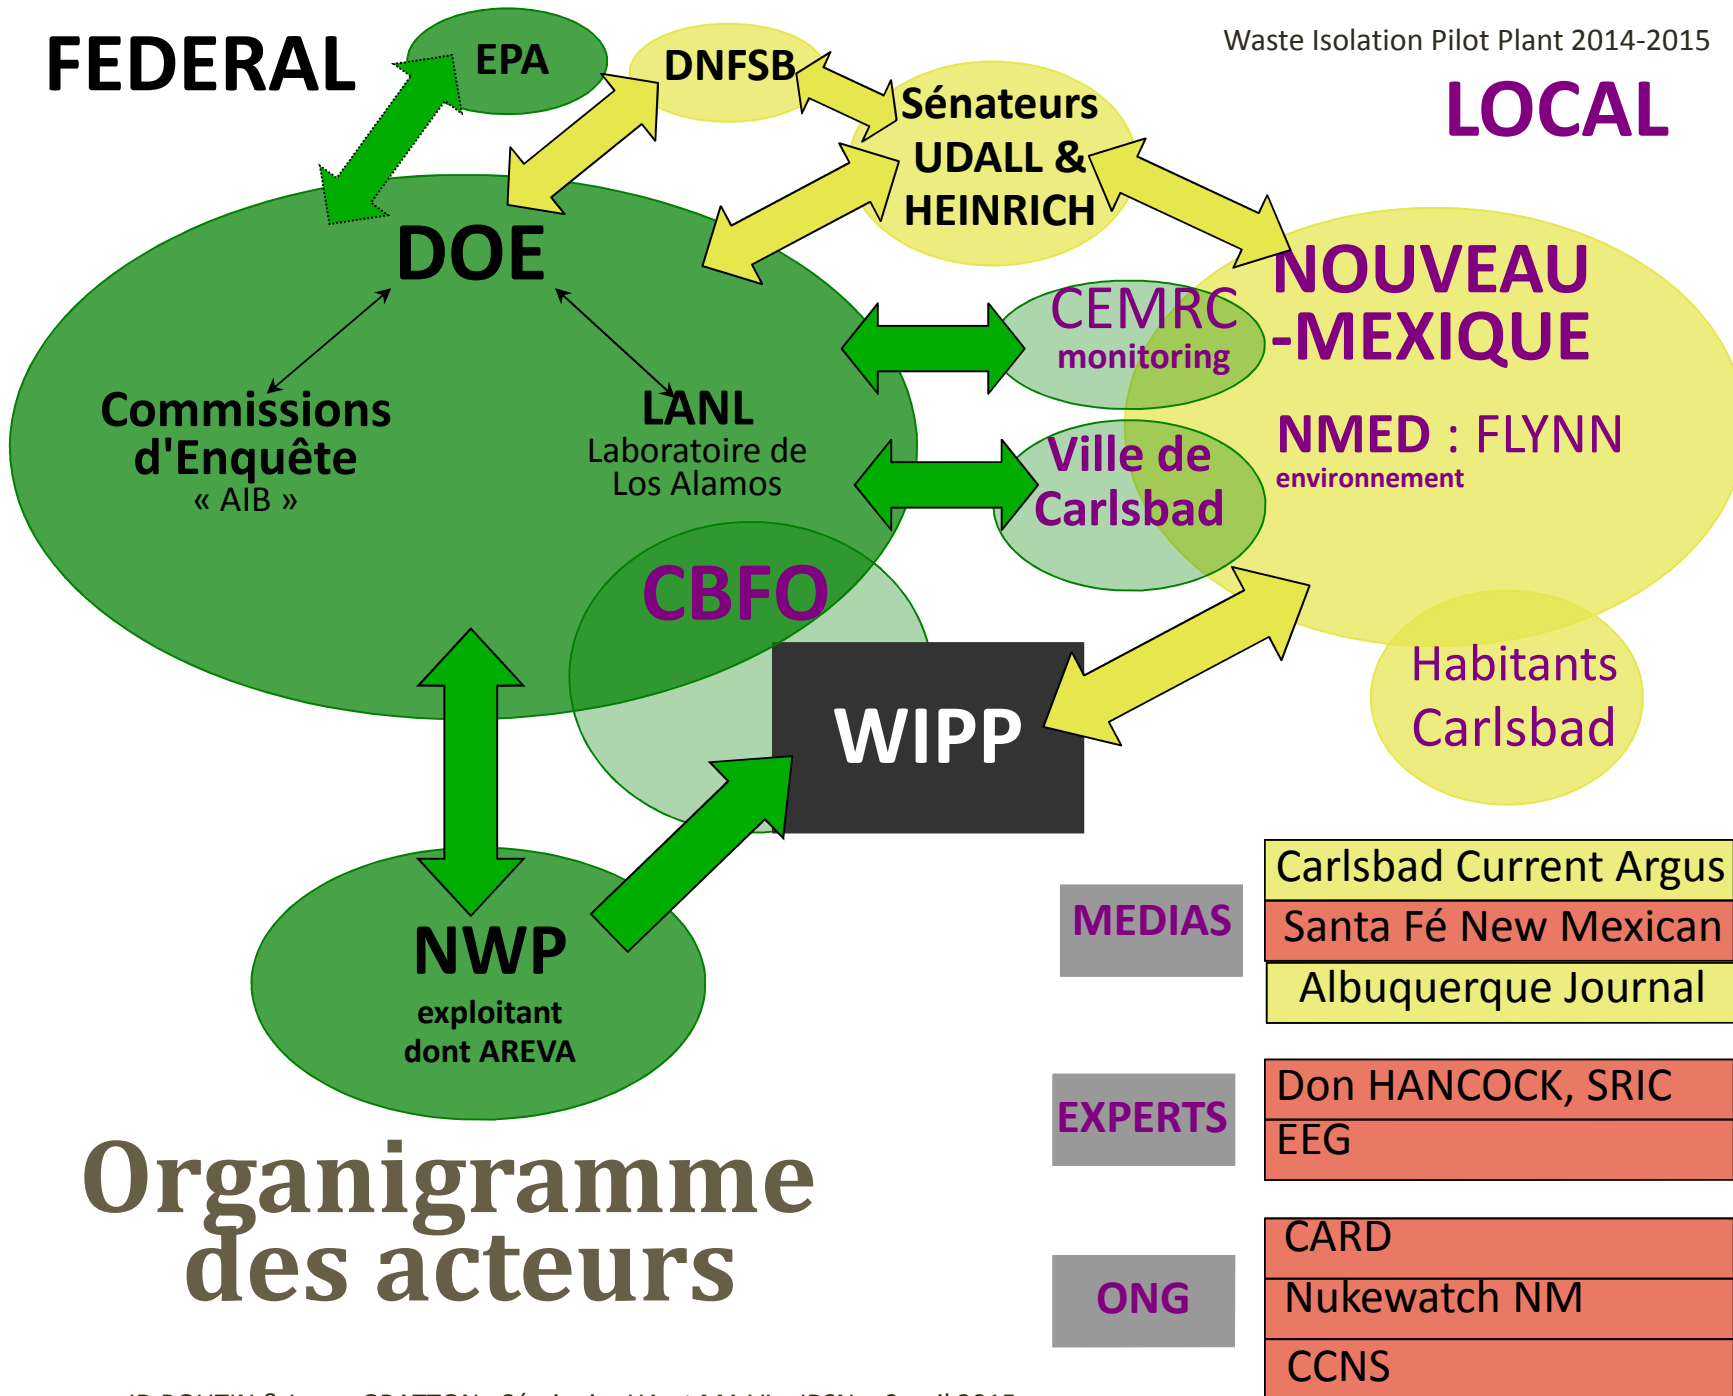 Waste Isolation Pilot Plant 2014-2015
FEDERAL
EPA
DNFSB
LOCAL
Sénateurs
UDALL &
HEINRICH
DOE
NOUVEAU
-MEXIQUE
CEMRC
monitoring
Commissions
d'Enquête
« AIB »
LANL
Laboratoire de
Los Alamos
NMED : FLYNN
environnement
Ville de
Carlsbad
CBFO
Habitants
Carlsbad
WIPP
NWP
exploitant
dont AREVA
MEDIAS
Carlsbad Current Argus
Santa Fé New Mexican
Albuquerque Journal
EXPERTS
Don HANCOCK, SRIC
EEG
ONG
CARD
Nukewatch NM
CCNS
Organigramme
des acteurs